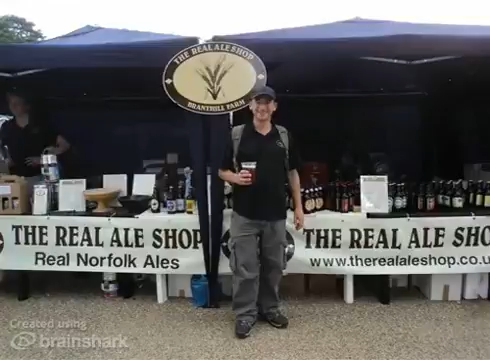 THE REAL ALE SHOP
BRANTHILL FARM
THE REAL ALE SHOP
Real Norfolk Ales
THE REAL ALE SHO
www.therealaleshop.co.u
Created using
brainshark